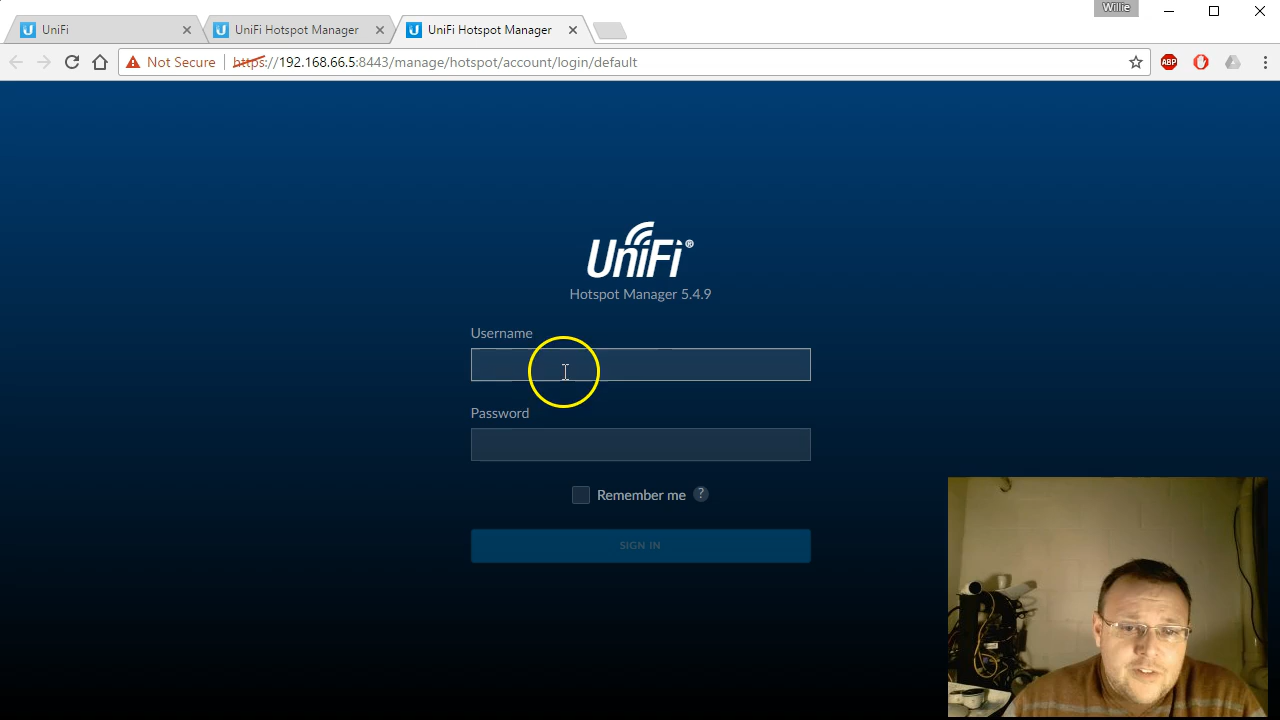 Willie
UniFi
UniFi Hotspot Manager
UniFi Hotspot Manager
Not Secure
https://192.168.66.5:8443/manage/hotspot/account/login/default
ABP
UniFi®
Hotspot Manager 5.4.9
Username
Password
Remember me ?
SIGN IN